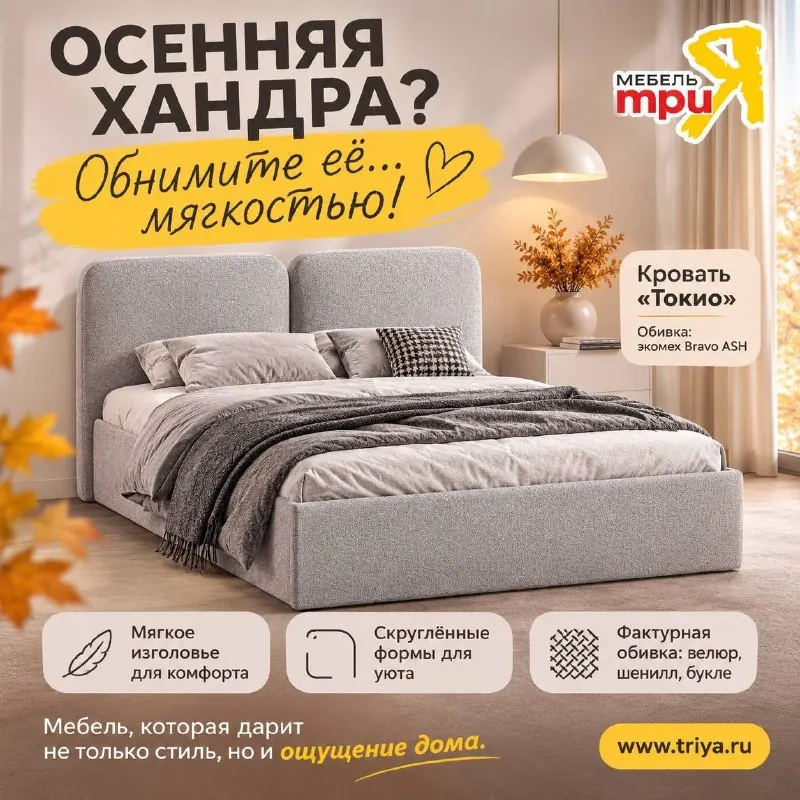 ОСЕННЯЯ
ХАНДРА?
Обнимите её...
мягкостью!
МЕБЕЛЬ
триЯ
Кровать
«Токио»
Обивка:
экомех Bravo ASH
Мягкое
изголовье
для комфорта
Скруглённые
формы для
уюта
Фактурная
обивка: велюр,
шенилл, букле
Мебель, которая дарит
не только стиль, но и ощущение дома.
www.triya.ru